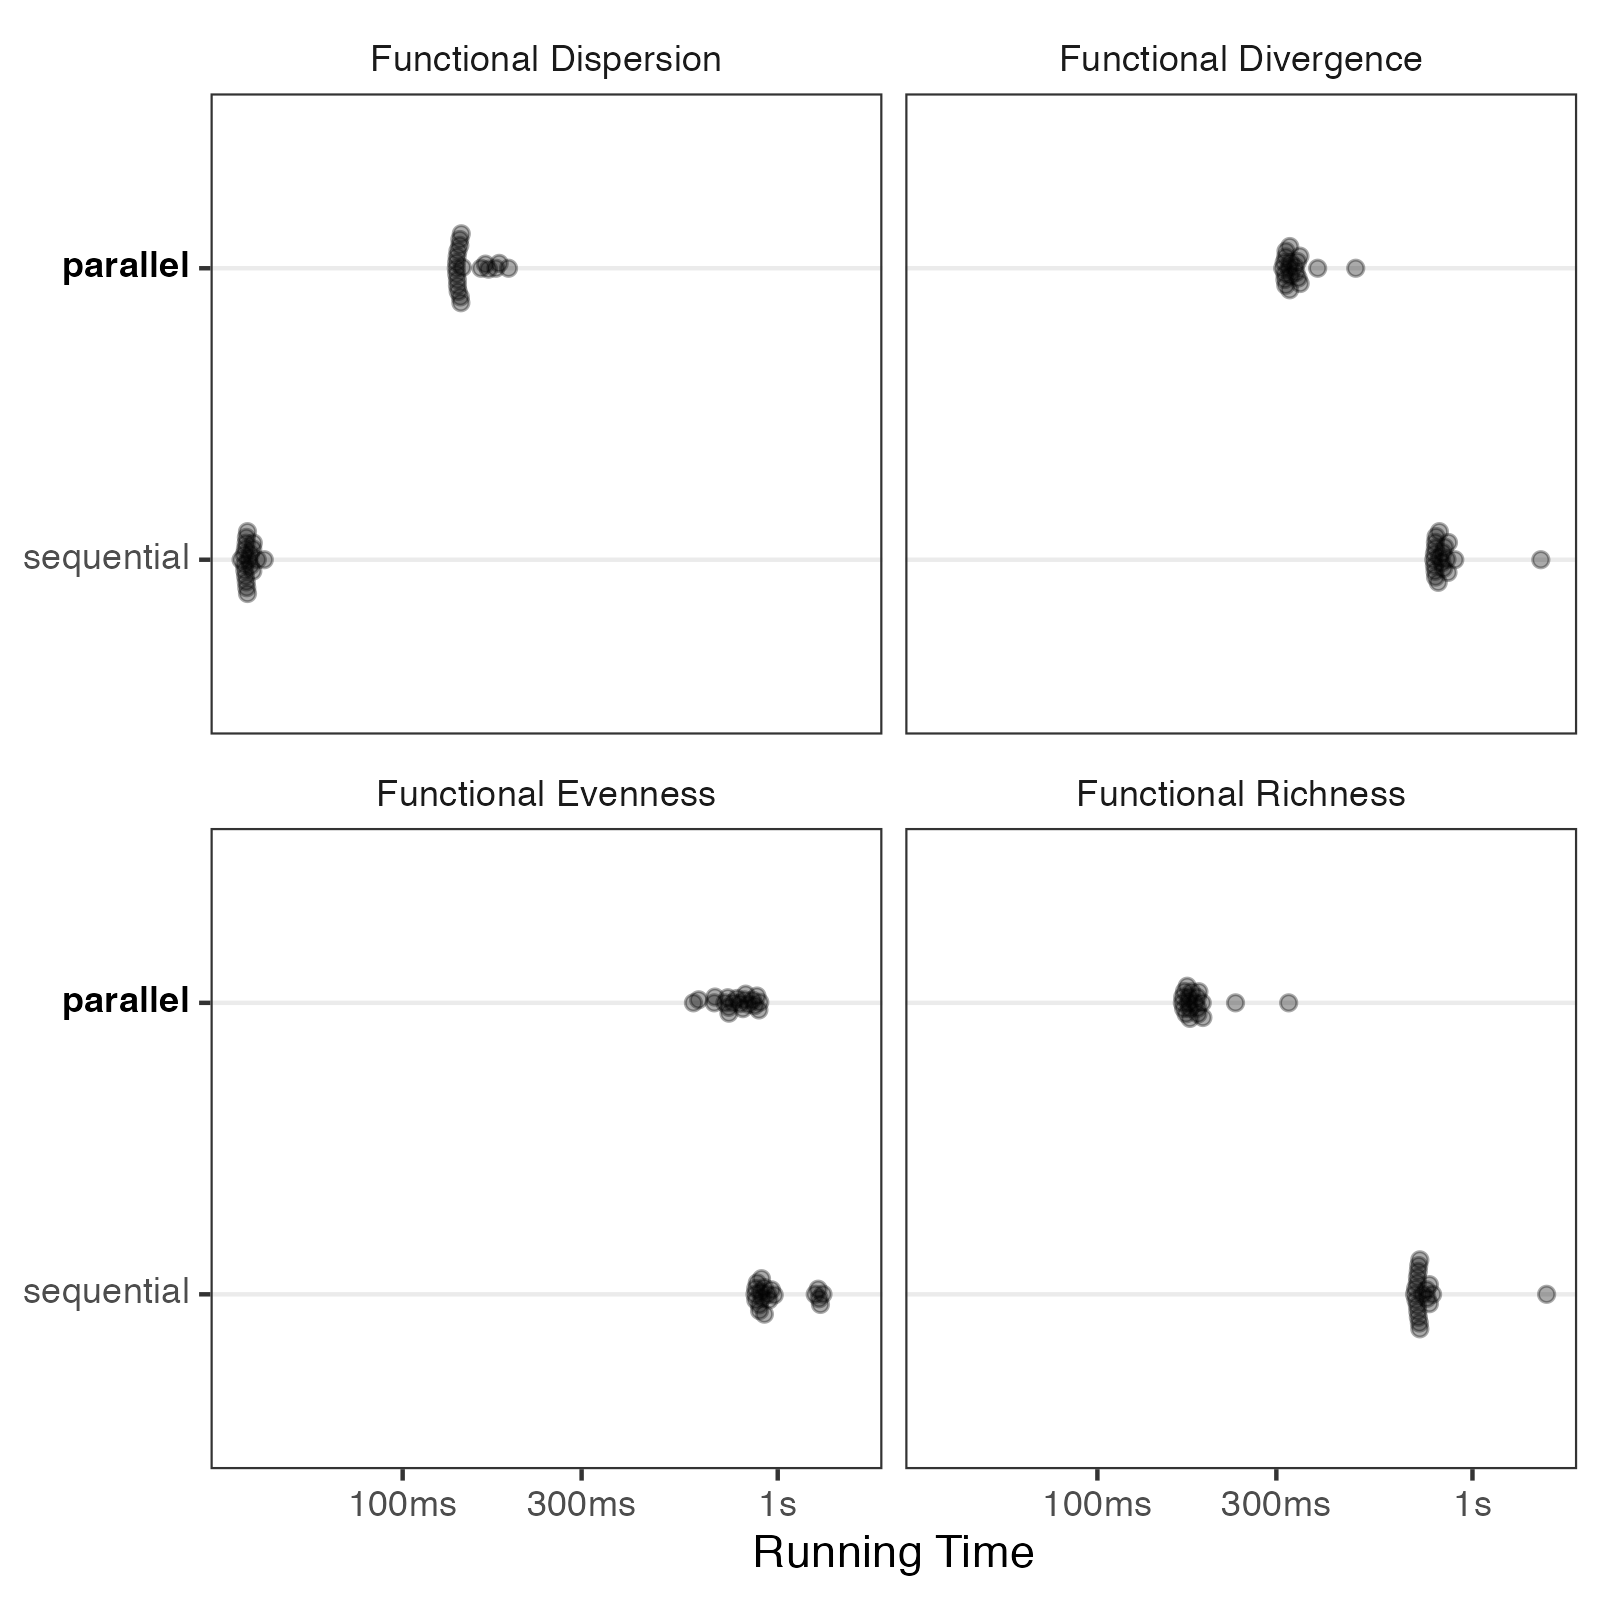 Functional Dispersion
Functional Divergence
parallel
sequential
Functional Evenness
Functional Richness
parallel
sequential
100ms 300ms 1s
100ms 300ms 1s
Running Time